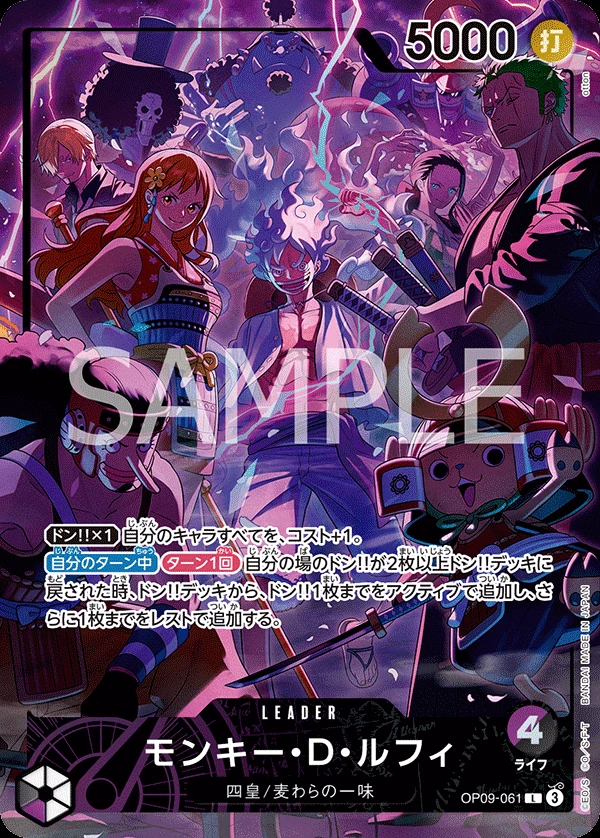 5000 打
otton
SAMPLE
ドン!!×1 自分のキャラすべてを、コスト+1。
自分のターン中 ターン1回 自分の場のドン!!が2枚以上ドン!!デッキに
戻された時、ドン!!デッキから、ドン!!1枚までをアクティブで追加し、さ
らに1枚までをレストで追加する。
LEADER
モンキー・D・ルフィ
四皇/麦わらの一味
4
ライフ
OP09-061 L 3
©E.O/S. ©O./S.・F.・T BANDAI MADE IN JAPAN